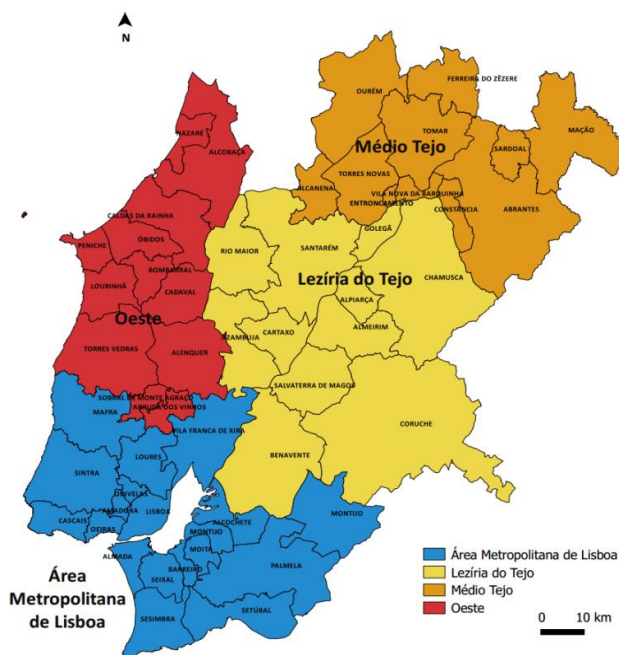 N
OURÉM
FERREIRA DO ZÊZERE
NAZARÉ
ALCOBAÇA
TOMAR
MAÇÃO
SARDOAL
Médio Tejo
TORRES NOVAS
ALCANENA
VILA NOVA DA BARQUINHA
ENTRONCAMENTO
CONSTÂNCIA
ABRANTES
CALDAS DA RAINHA
GOLEGÃ
PENICHE
ÓBIDOS
RIO MAIOR
SANTARÉM
BOMBARRAL
CHAMUSCA
LOURINHÃ
CADAVAL
Lezíria do Tejo
ALPIARÇA
Oeste
AZAMBUJA
CARTAXO
ALMEIRIM
TORRES VEDRAS
ALENQUER
SALVATERRA DE MAGOS
SOBRAL DE MONTE AGRAÇO
ARRUDA DOS VINHOS
MAFRA
VILA FRANCA DE XIRA
CORUCHE
BENAVENTE
LOURES
SINTRA
ODIVELAS
AMADORA
LISBOA
CASCAIS
OEIRAS
ALCOCHETE
MONTIJO
MONTIJO
MOITA
ALMADA
BARREIRO
PALMELA
SEIXAL
SETÚBAL
SESIMBRA
Área
Metropolitana
de Lisboa
Área Metropolitana de Lisboa
Lezíria do Tejo
Médio Tejo
Oeste
0 10 km